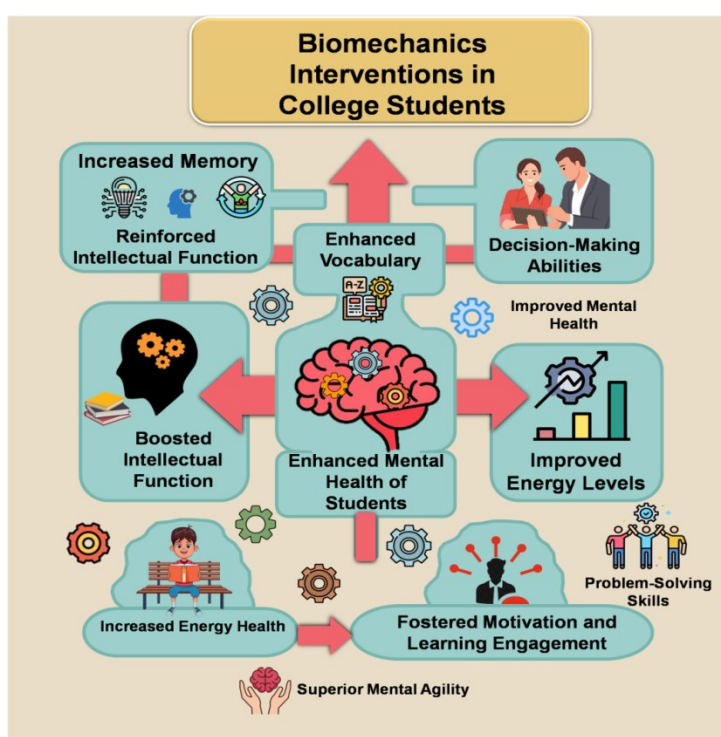 Biomechanics
Interventions in
College Students
Increased Memory
Reinforced
Intellectual Function
Enhanced
Vocabulary
A-Z
Decision-Making
Abilities
Improved Mental
Health
Boosted
Intellectual
Function
Enhanced Mental
Health of
Students
Improved
Energy Levels
Problem-Solving
Skills
Increased Energy Health
Fostered Motivation and
Learning Engagement
Superior Mental Agility